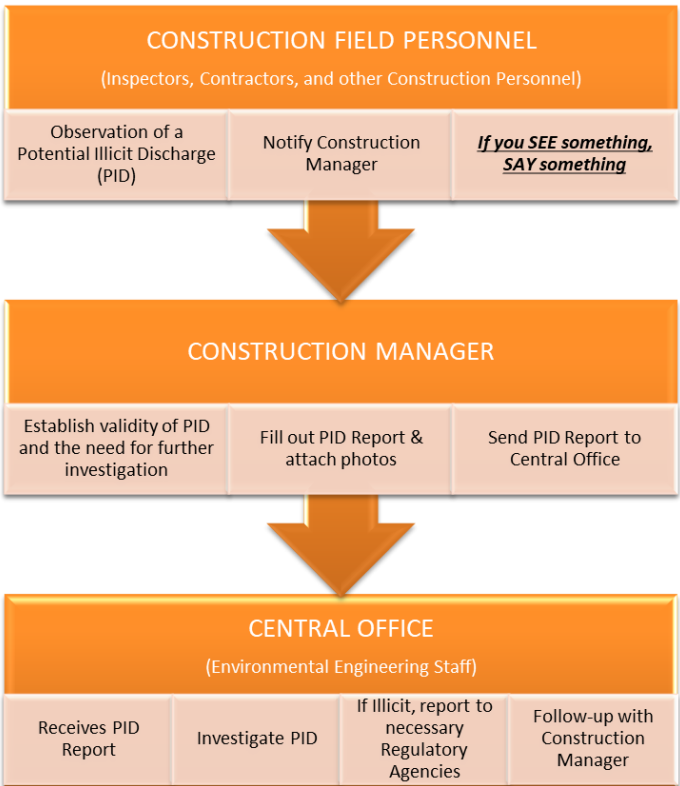 CONSTRUCTION FIELD PERSONNEL
(Inspectors, Contractors, and other Construction Personnel)
Observation of a
Potential Illicit Discharge
(PID)
Notify Construction
Manager
If you SEE something,
SAY something
CONSTRUCTION MANAGER
Establish validity of PID
and the need for further
investigation
Fill out PID Report &
attach photos
Send PID Report to
Central Office
CENTRAL OFFICE
(Environmental Engineering Staff)
Receives PID
Report
Investigate PID
If Illicit, report to
necessary
Regulatory
Agencies
Follow-up with
Construction
Manager